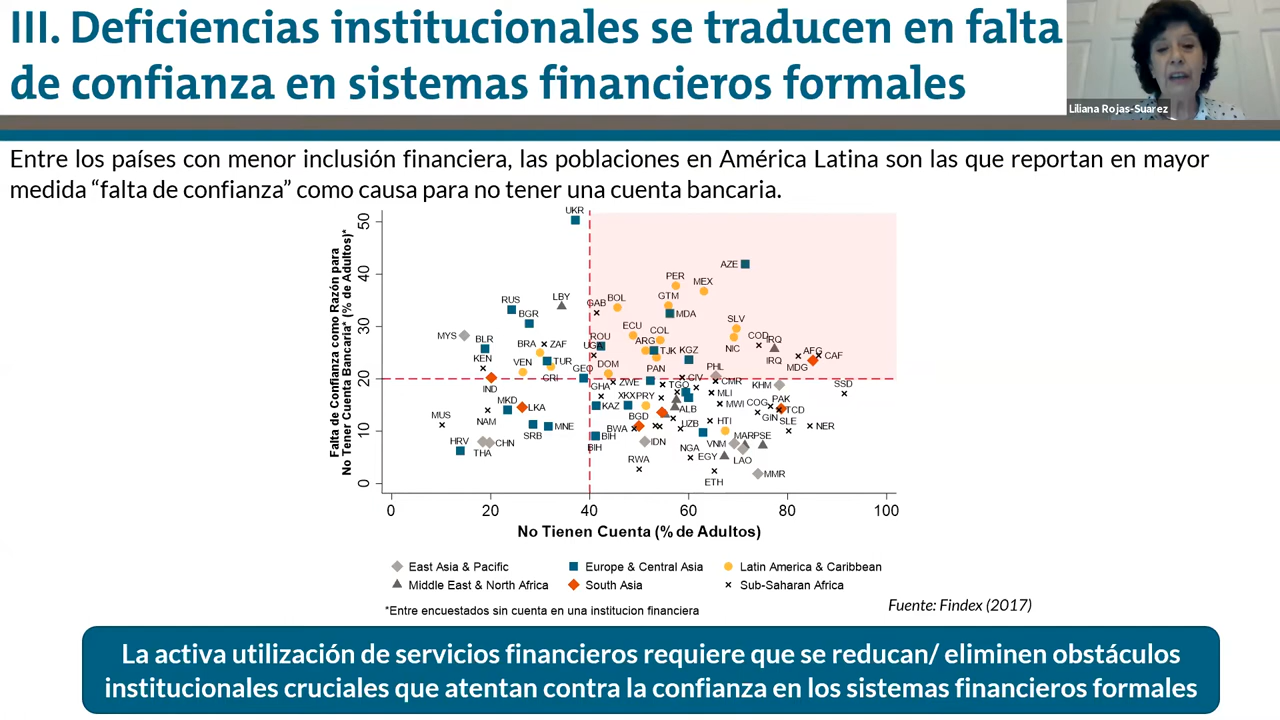 III. Deficiencias institucionales se traducen en falta
de confianza en sistemas financieros formales
Liliana Rojas-Suarez
Entre los países con menor inclusión financiera, las poblaciones en América Latina son las que reportan en mayor
medida “falta de confianza” como causa para no tener una cuenta bancaria.
Falta de Confianza como Razón para
No Tener Cuenta Bancaria* (% de Adultos)*
50
40
30
20
10
0
UKR
AZE
PER
MEX
LBY
GAB
BOL
GTM
MDA
RUS
BGR
SLV
MYS
BLR
BRA
ZAF
ROU
UGA
ECU
COL
ARG
TJK
KGZ
NIC
COD
IRQ
IRQ
AFG
CAF
MDG
KEN
VEN
TUR
CRI
GEO
DOM
PAN
PHL
IND
GHA
ZWE
TGO
CIV
CMR
KHM
SSD
MLI
MUS
NAM
MKD
LKA
KAZ
XKX
PRY
ALB
MWI
COG
PAK
TCD
GIN
SLE
NER
SRB
MNE
BWA
BGD
UZB
HTI
HRV
THA
CHN
BIH
BIH
IDN
NGA
VNM
MAR
PSE
RWA
EGY
LAO
ETH
MMR
0 20 40 60 80 100
No Tienen Cuenta (% de Adultos)
East Asia & Pacific
Europe & Central Asia
Latin America & Caribbean
Middle East & North Africa
South Asia
Sub-Saharan Africa
*Entre encuestados sin cuenta en una institucion financiera
Fuente: Findex (2017)
La activa utilización de servicios financieros requiere que se reducan/ eliminen obstáculos
institucionales cruciales que atentan contra la confianza en los sistemas financieros formales